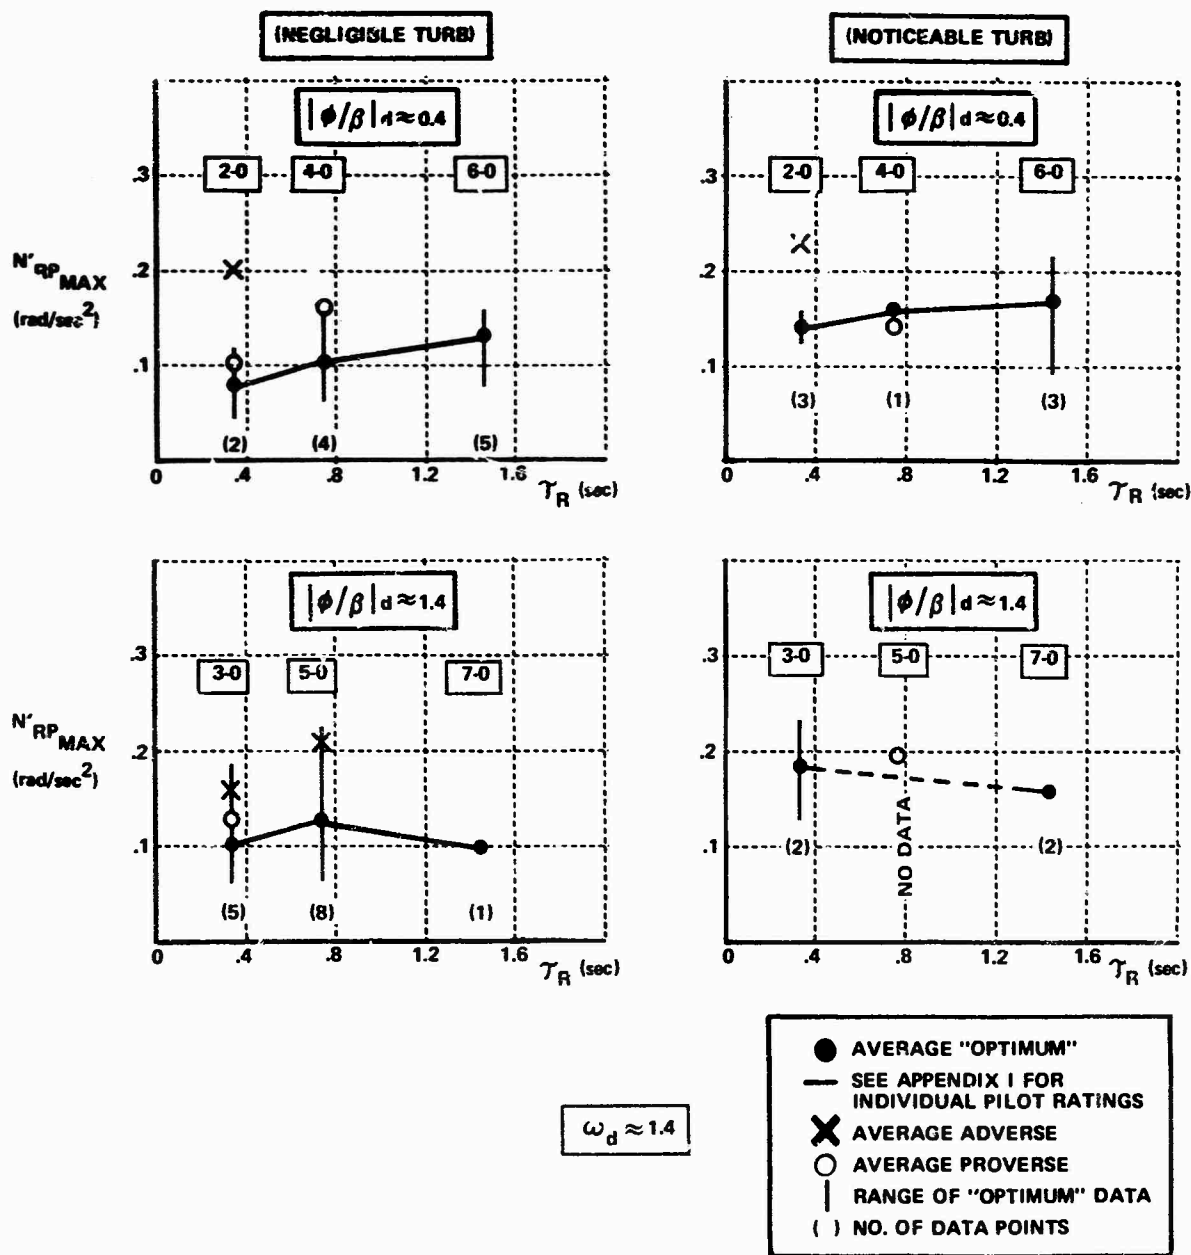 (NEGLIGIBLE TURB)
(NOTICEABLE TURB)
|ϕ/β| d ≈ 0.4
2-0 4-0 6-0
.3
.2
.1
N'RP MAX
(rad/sec²)
(2) (4) (5)
0 .4 .8 1.2 1.6
τR (sec)
|ϕ/β| d ≈ 0.4
2-0 4-0 6-0
.3
.2
.1
(3) (1) (3)
0 .4 .8 1.2 1.6
τR (sec)
|ϕ/β| d ≈ 1.4
3-0 5-0 7-0
.3
.2
.1
N'RP MAX
(rad/sec²)
(5) (8) (1)
0 .4 .8 1.2 1.6
τR (sec)
|ϕ/β| d ≈ 1.4
3-0 5-0 7-0
.3
.2
.1
(2) NO DATA (2)
0 .4 .8 1.2 1.6
τR (sec)
ωd ≈ 1.4
AVERAGE "OPTIMUM"
SEE APPENDIX I FOR
INDIVIDUAL PILOT RATINGS
AVERAGE ADVERSE
AVERAGE PROVERSE
RANGE OF "OPTIMUM" DATA
( ) NO. OF DATA POINTS